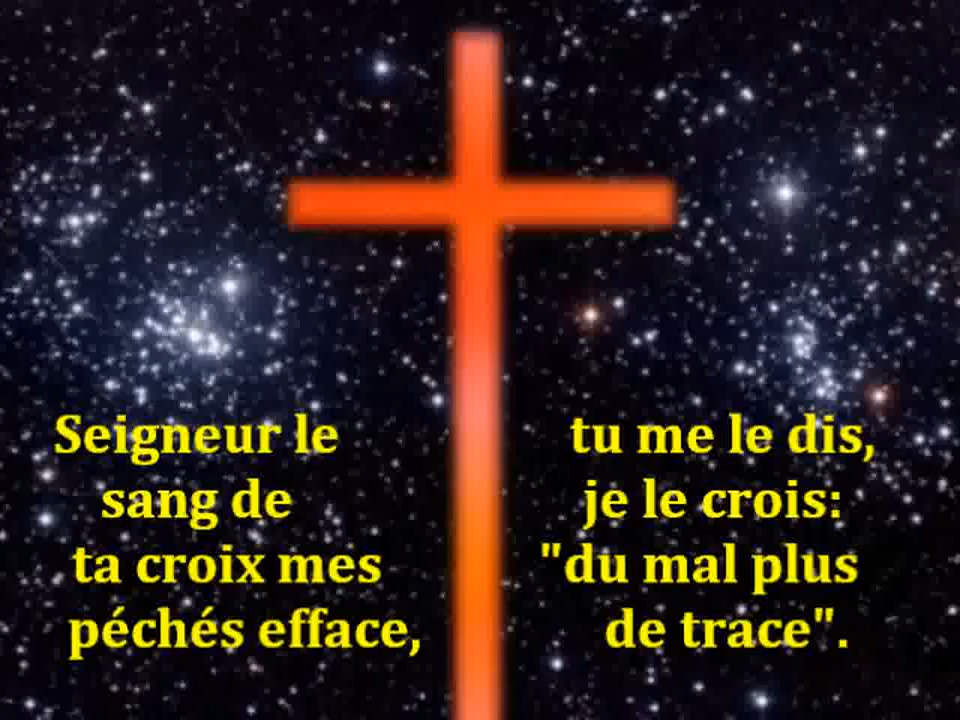 Seigneur le
sang de
ta croix mes
péchés efface,
tu me le dis,
je le crois:
"du mal plus
de trace".